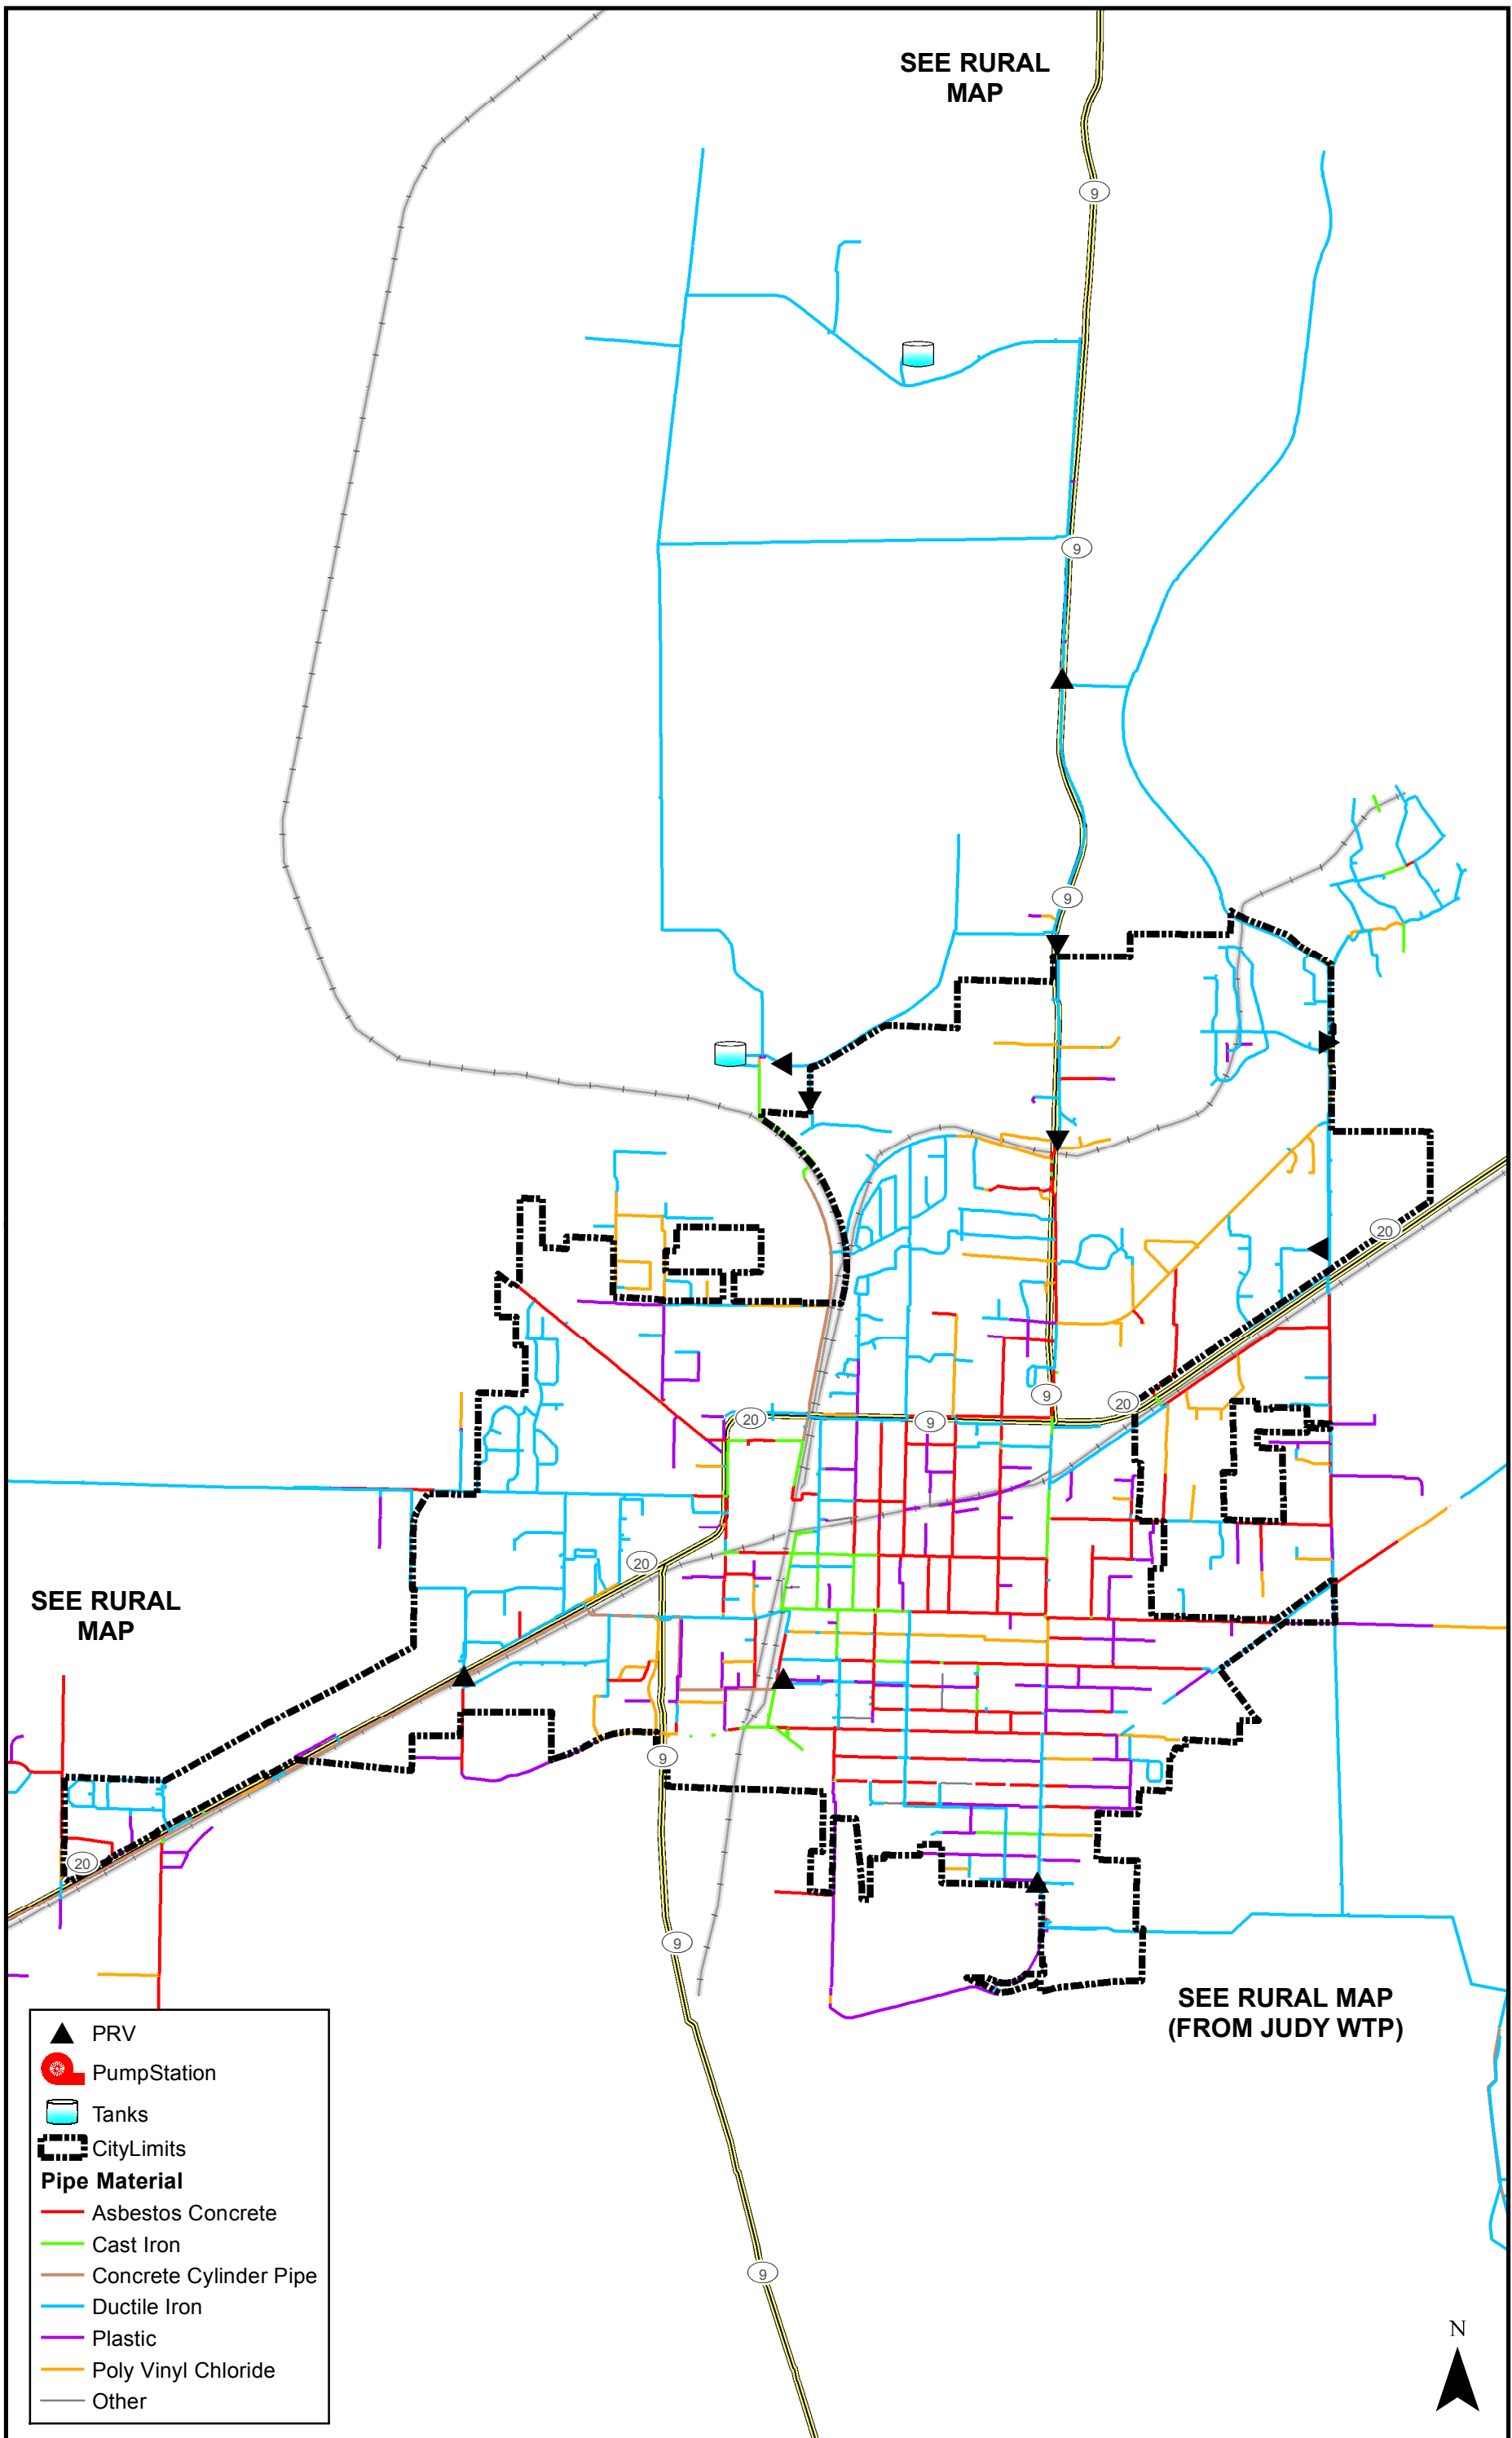 SEE RURAL
MAP
9
9
9
20
9
20
20
9
20
SEE RURAL
MAP
9
20
9
SEE RURAL MAP
(FROM JUDY WTP)
PRV
PumpStation
Tanks
CityLimits
Pipe Material
Asbestos Concrete
Cast Iron
Concrete Cylinder Pipe
Ductile Iron
Plastic
Poly Vinyl Chloride
Other
9
N